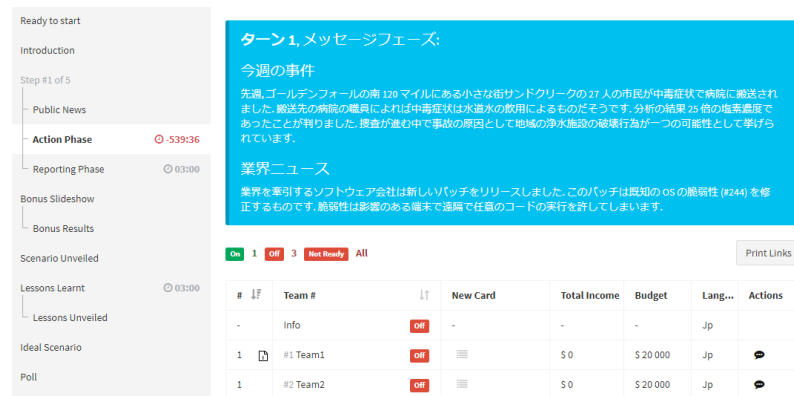 Ready to start
Introduction
Step #1 of 5
Public News
Action Phase -539:36
Reporting Phase 03:00
Bonus Slideshow
Bonus Results
Scenario Unveiled
Lessons Learnt 03:00
Lessons Unveiled
Ideal Scenario
Poll
ターン 1, メッセージフェーズ:
今週の事件
先週, ゴールデンフォールの南 120 マイルにある小さな街サンドクリークの 27 人の市民が中毒症状で病院に搬送され
ました. 搬送先の病院の職員によれば中毒症状は水道水の飲用によるものだそうです. 分析の結果 25 倍の塩素濃度で
あったことが判りました. 捜査が進む中で事故の原因として地域の浄水施設の破壊行為が一つの可能性として挙げら
れています.
業界ニュース
業界を牽引するソフトウェア会社は新しいパッチをリリースしました. このパッチは既知の OS の脆弱性 (#244) を修
正するものです. 脆弱性は影響のある端末で遠隔で任意のコードの実行を許してしまいます.
On 1 Off 3 Not Ready All
Print Links
# Team # New Card Total Income Budget Lang... Actions
- Info Off - - - Jp
1 #1 Team1 Off $ 0 $ 20 000 Jp
1 #2 Team2 Off $ 0 $ 20 000 Jp